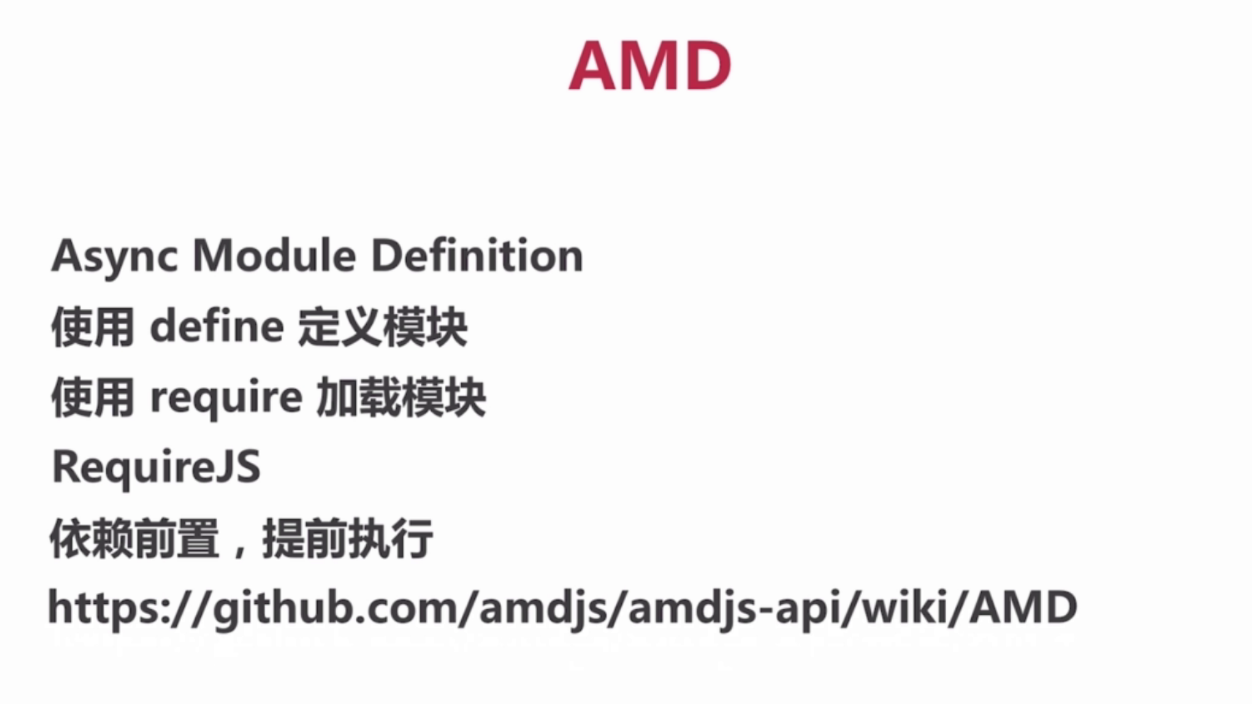 AMD
Async Module Definition
使用 define 定义模块
使用 require 加载模块
RequireJS
依赖前置，提前执行
https://github.com/amdjs/amdjs-api/wiki/AMD